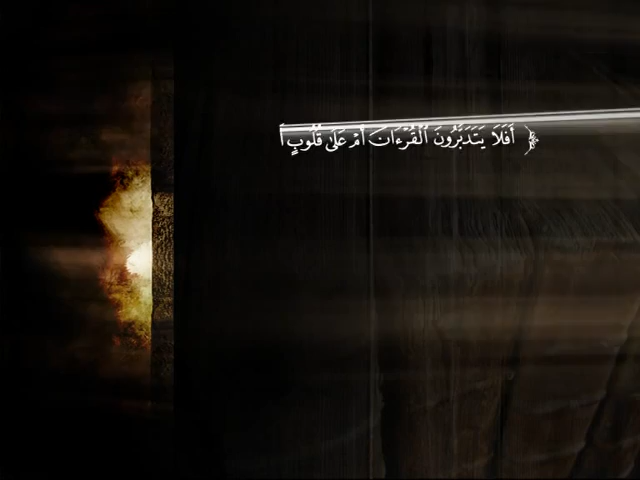 ﴿ أَفَلَا يَتَدَبَّرُونَ ٱلْقُرْءَانَ أَمْ عَلَىٰ قُلُوبٍ أَ